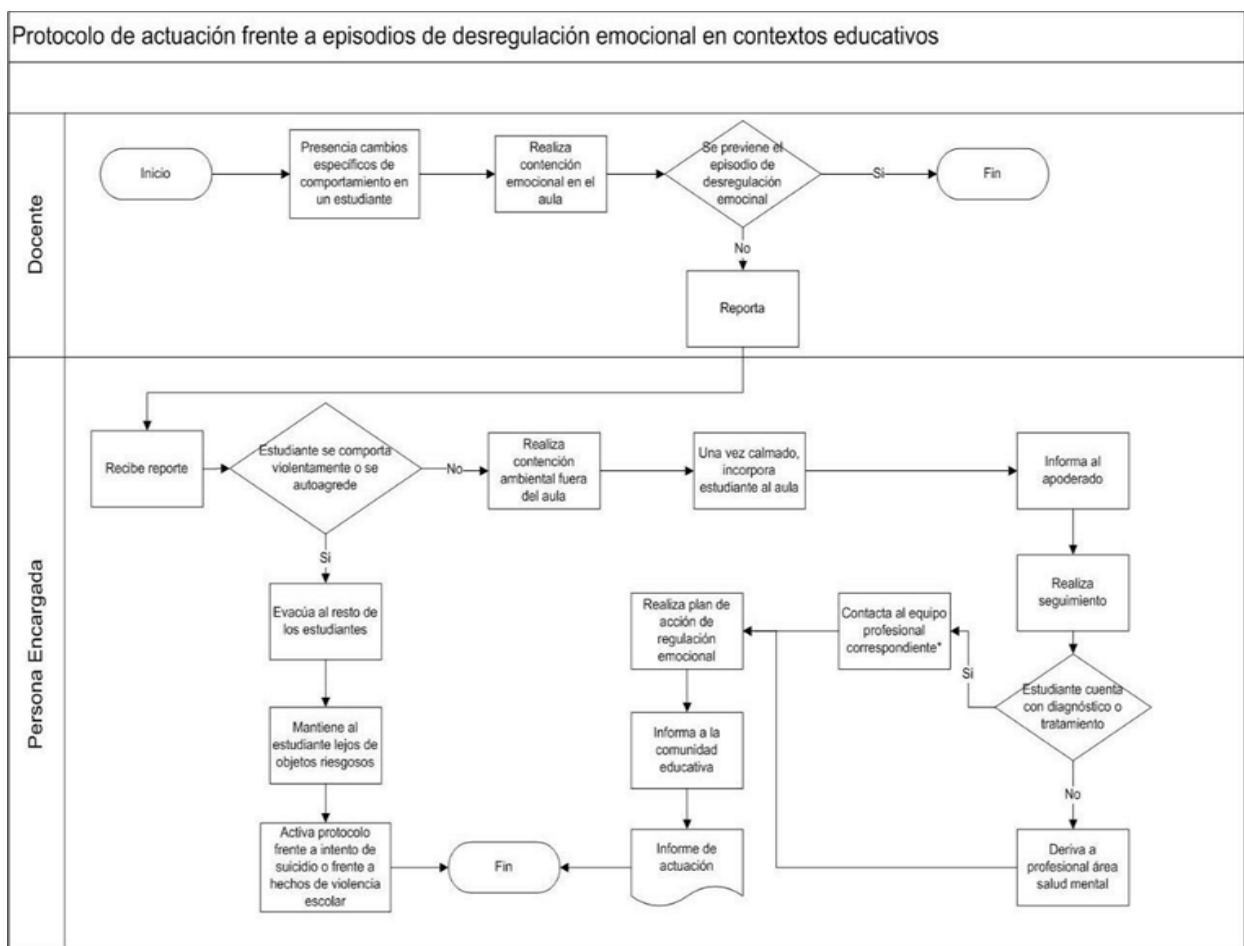 Protocolo de actuación frente a episodios de desregulación emocional en contextos educativos
Docente
Inicio
Presencia cambios
específicos de
comportamiento en
un estudiante
Realiza
contención
emocional en el
aula
Se previene el
episodio de
desregulación
emocinal
Si
Fin
No
Reporta
Persona Encargada
Recibe reporte
Estudiante se comporta
violentamente o se
autoagrede
No
Realiza
contención
ambiental fuera
del aula
Una vez calmado,
incorpora
estudiante al aula
Informa al
apoderado
Si
Evacúa al resto de
los estudiantes
Mantiene al
estudiante lejos de
objetos riesgosos
Activa protocolo
frente a intento de
suicidio o frente a
hechos de violencia
escolar
Fin
Realiza
seguimiento
Estudiante cuenta
con diagnóstico o
tratamiento
Si
Contacta al equipo
profesional
correspondiente*
No
Deriva a
profesional área
salud mental
Realiza plan de
acción de
regulación
emocional
Informa a la
comunidad
educativa
Informe de
actuación